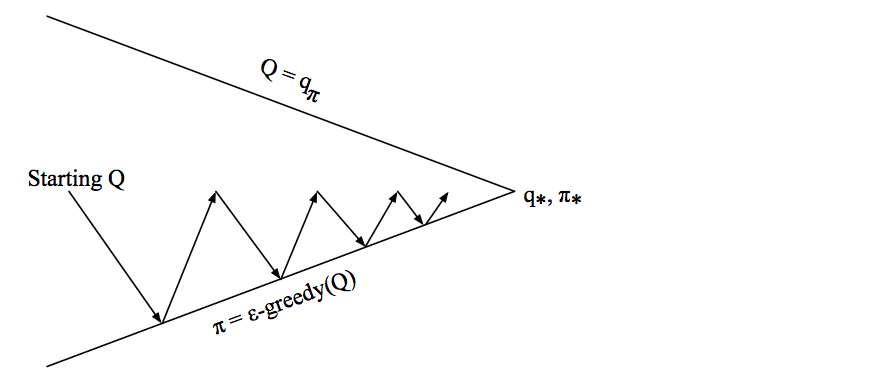 Q = qπ
Starting Q
q*, π*
π = ε-greedy(Q)